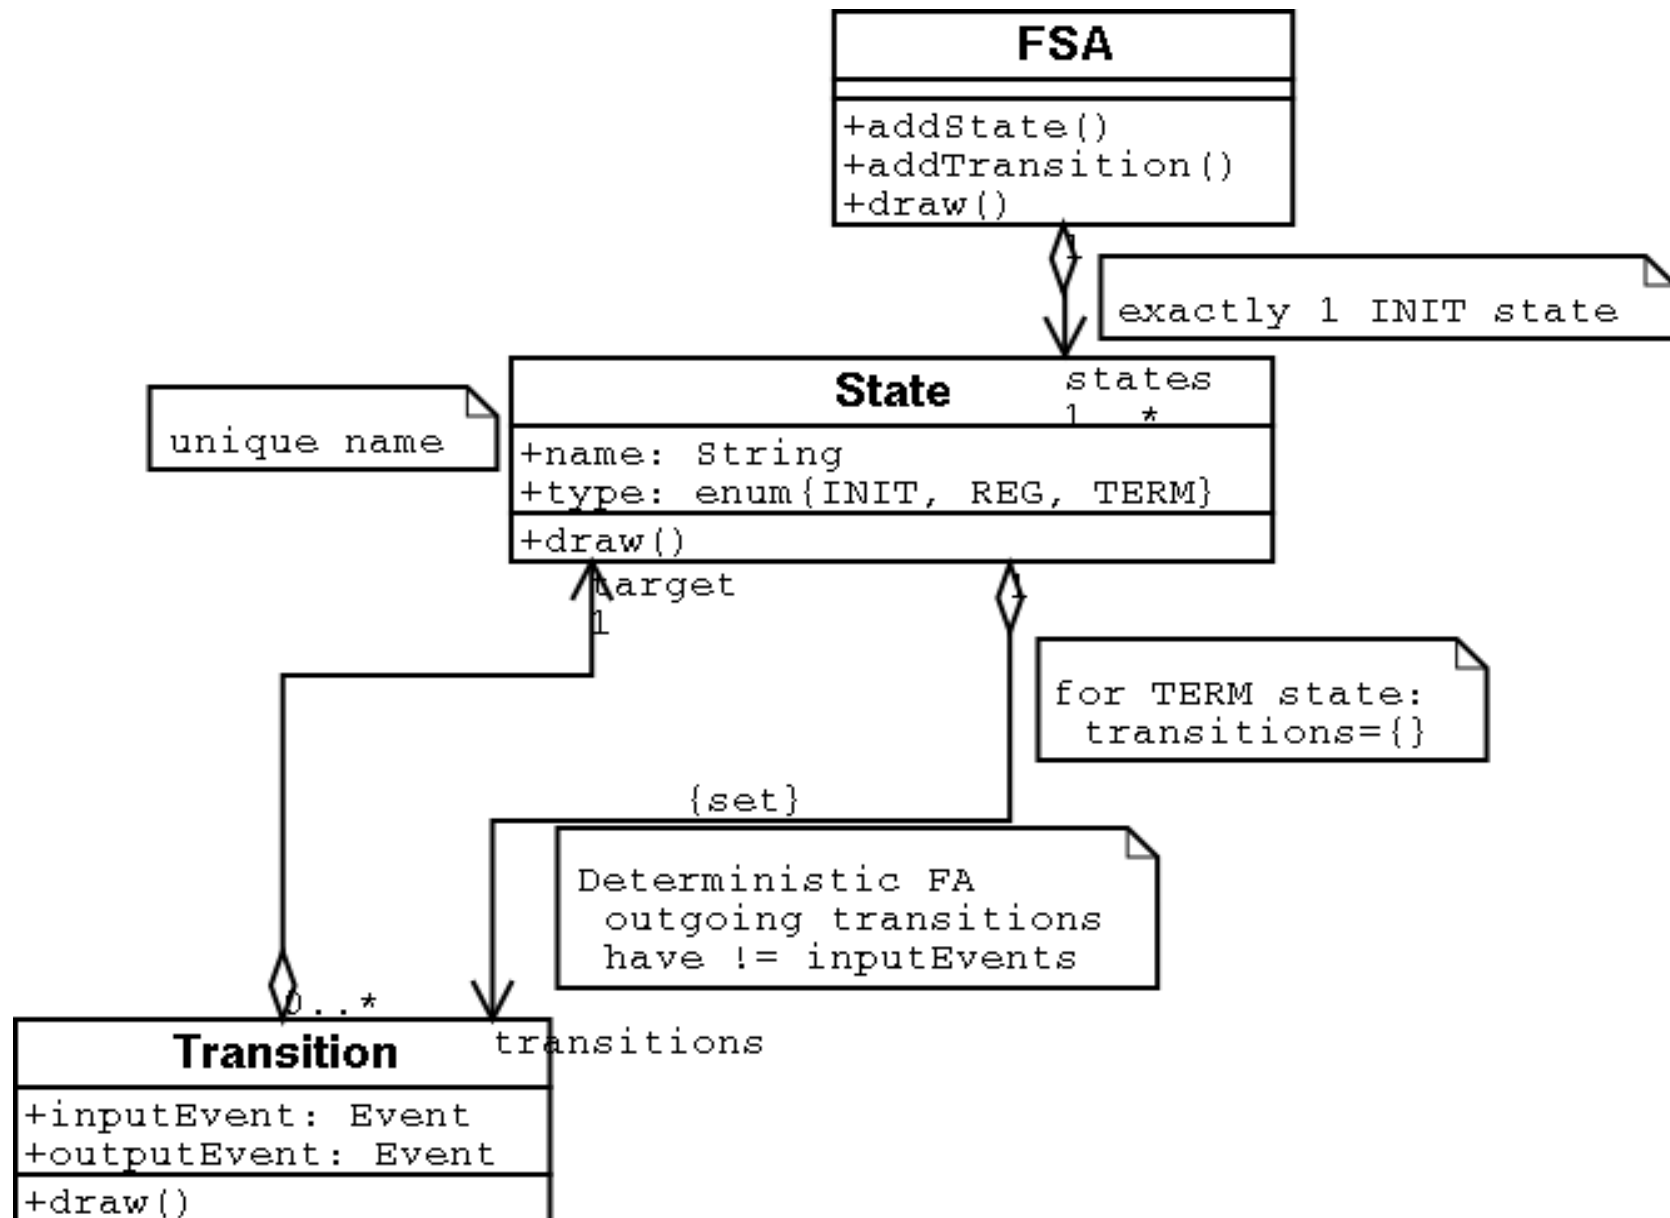 FSA
+addState()
+addTransition()
+draw()
1
exactly 1 INIT state
states
1..*
State
unique name
+name: String
+type: enum{INIT, REG, TERM}
+draw()
target
1
1
for TERM state:
transitions={}
{set}
Deterministic FA
outgoing transitions
have != inputEvents
0..*
transitions
Transition
+inputEvent: Event
+outputEvent: Event
+draw()